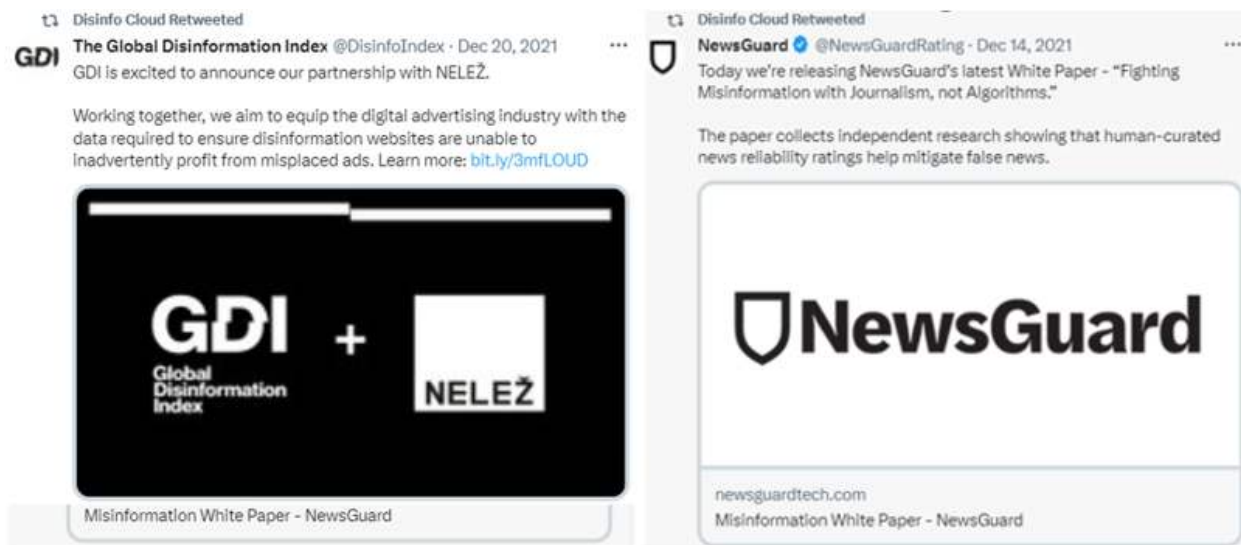 Disinfo Cloud Retweeted
The Global Disinformation Index @DisinfoIndex · Dec 20, 2021 ···
GDI
GDI is excited to announce our partnership with NELEŽ.
Working together, we aim to equip the digital advertising industry with the
data required to ensure disinformation websites are unable to
inadvertently profit from misplaced ads. Learn more: bit.ly/3mfLOUD
GDI
Global
Disinformation
Index
+
NELEŽ
Misinformation White Paper - NewsGuard
Disinfo Cloud Retweeted
NewsGuard @NewsGuardRating · Dec 14, 2021 ···
Today we're releasing NewsGuard's latest White Paper - "Fighting
Misinformation with Journalism, not Algorithms."
The paper collects independent research showing that human-curated
news reliability ratings help mitigate false news.
NewsGuard
newsguardtech.com
Misinformation White Paper - NewsGuard